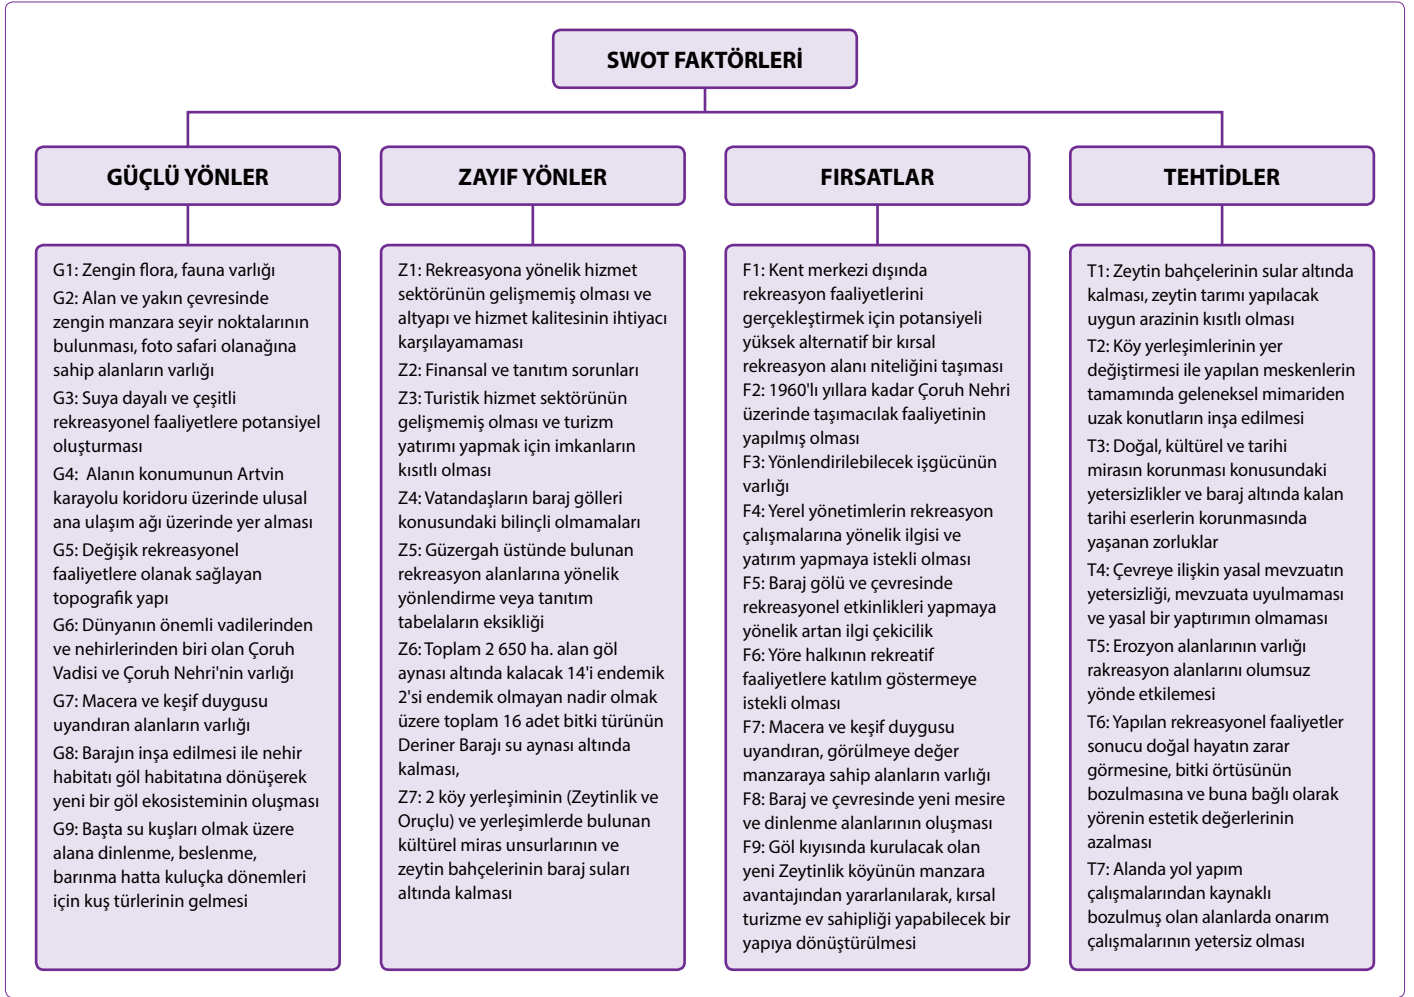 SWOT FAKTÖRLERİ
GÜÇLÜ YÖNLER
G1: Zengin flora, fauna varlığı
G2: Alan ve yakın çevresinde
zengin manzara seyir noktalarının
bulunması, foto safari olanağına
sahip alanların varlığı
G3: Suya dayalı ve çeşitli
rekreasyonel faaliyetlere potansiyel
oluşturması
G4:  Alanın konumunun Artvin
karayolu koridoru üzerinde ulusal
ana ulaşım ağı üzerinde yer alması
G5: Değişik rekreasyonel
faaliyetlere olanak sağlayan
topografik yapı
G6: Dünyanın önemli vadilerinden
ve nehirlerinden biri olan Çoruh
Vadisi ve Çoruh Nehri'nin varlığı
G7: Macera ve keşif duygusu
uyandıran alanların varlığı
G8: Barajın inşa edilmesi ile nehir
habitatı göl habitatına dönüşerek
yeni bir göl ekosisteminin oluşması
G9: Başta su kuşları olmak üzere
alana dinlenme, beslenme,
barınma hatta kuluçka dönemleri
için kuş türlerinin gelmesi
ZAYIF YÖNLER
Z1: Rekreasyona yönelik hizmet
sektörünün gelişmemiş olması ve
altyapı ve hizmet kalitesinin ihtiyacı
karşılayamaması
Z2: Finansal ve tanıtım sorunları
Z3: Turistik hizmet sektörünün
gelişmemiş olması ve turizm
yatırımı yapmak için imkanların
kısıtlı olması
Z4: Vatandaşların baraj gölleri
konusundaki bilinçli olmamaları
Z5: Güzergah üstünde bulunan
rekreasyon alanlarına yönelik
yönlendirme veya tanıtım
tabelaların eksikliği
Z6: Toplam 2 650 ha. alan göl
aynası altında kalacak 14'i endemik
2'si endemik olmayan nadir olmak
üzere toplam 16 adet bitki türünün
Deriner Barajı su aynası altında
kalması,
Z7: 2 köy yerleşiminin (Zeytinlik ve
Oruçlu) ve yerleşimlerde bulunan
kültürel miras unsurlarının ve
zeytin bahçelerinin baraj suları
altında kalması
FIRSATLAR
F1: Kent merkezi dışında
rekreasyon faaliyetlerini
gerçekleştirmek için potansiyeli
yüksek alternatif bir kırsal
rekreasyon alanı niteliğini taşıması
F2: 1960'lı yıllara kadar Çoruh Nehri
üzerinde taşımacılak faaliyetinin
yapılmış olması
F3: Yönlendirilebilecek işgücünün
varlığı
F4: Yerel yönetimlerin rekreasyon
çalışmalarına yönelik ilgisi ve
yatırım yapmaya istekli olması
F5: Baraj gölü ve çevresinde
rekreasyonel etkinlikleri yapmaya
yönelik artan ilgi çekicilik
F6: Yöre halkının rekreatif
faaliyetlere katılım göstermeye
istekli olması
F7: Macera ve keşif duygusu
uyandıran, görülmeye değer
manzaraya sahip alanların varlığı
F8: Baraj ve çevresinde yeni mesire
ve dinlenme alanlarının oluşması
F9: Göl kıyısında kurulacak olan
yeni Zeytinlik köyünün manzara
avantajından yararlanılarak, kırsal
turizme ev sahipliği yapabilecek bir
yapıya dönüştürülmesi
TEHTİDLER
T1: Zeytin bahçelerinin sular altında
kalması, zeytin tarımı yapılacak
uygun arazinin kısıtlı olması
T2: Köy yerleşimlerinin yer
değiştirmesi ile yapılan meskenlerin
tamamında geleneksel mimariden
uzak konutların inşa edilmesi
T3: Doğal, kültürel ve tarihi
mirasın korunması konusundaki
yetersizlikler ve baraj altında kalan
tarihi eserlerin korunmasında
yaşanan zorluklar
T4: Çevreye ilişkin yasal mevzuatın
yetersizliği, mevzuata uyulmaması
ve yasal bir yaptırımın olmaması
T5: Erozyon alanlarının varlığı
rakreasyon alanlarını olumsuz
yönde etkilemesi
T6: Yapılan rekreasyonel faaliyetler
sonucu doğal hayatın zarar
görmesine, bitki örtüsünün
bozulmasına ve buna bağlı olarak
yörenin estetik değerlerinin
azalması
T7: Alanda yol yapım
çalışmalarından kaynaklı
bozulmuş olan alanlarda onarım
çalışmalarının yetersiz olması